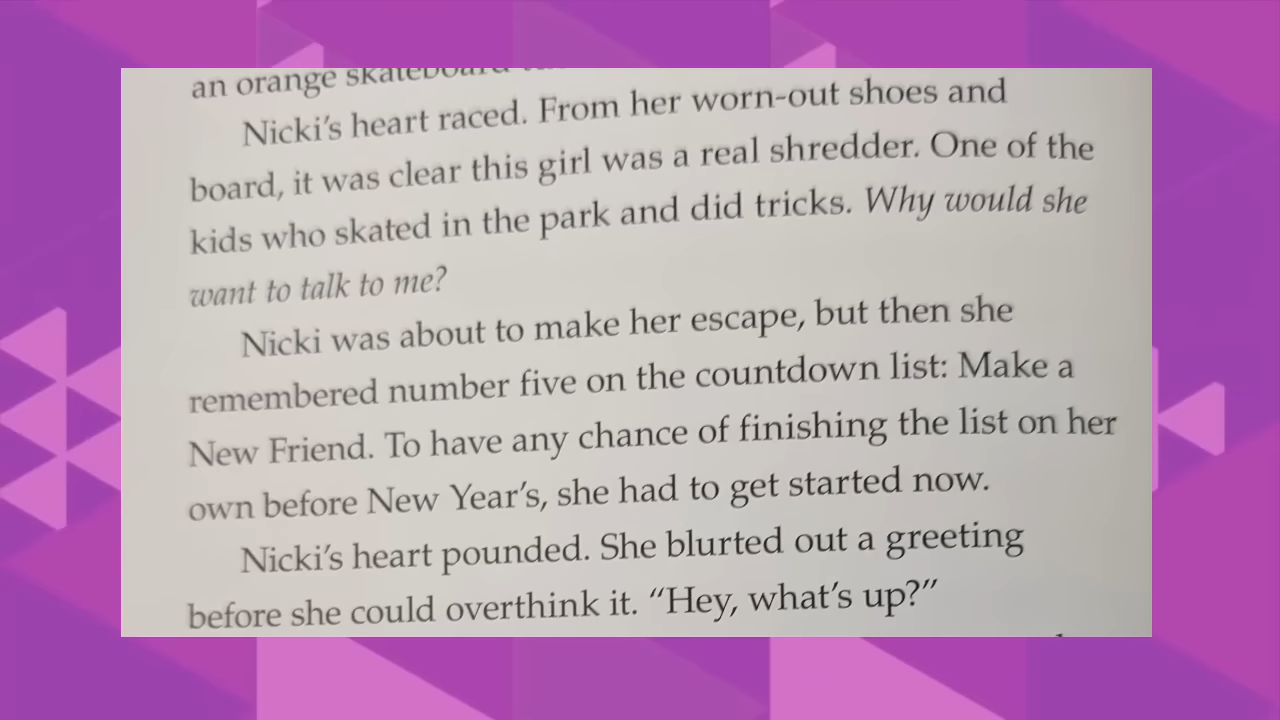 an orange skateboard
Nicki's heart raced. From her worn-out shoes and
board, it was clear this girl was a real shredder. One of the
kids who skated in the park and did tricks. Why would she
want to talk to me?
Nicki was about to make her escape, but then she
remembered number five on the countdown list: Make a
New Friend. To have any chance of finishing the list on her
own before New Year's, she had to get started now.
Nicki's heart pounded. She blurted out a greeting
before she could overthink it. “Hey, what's up?”